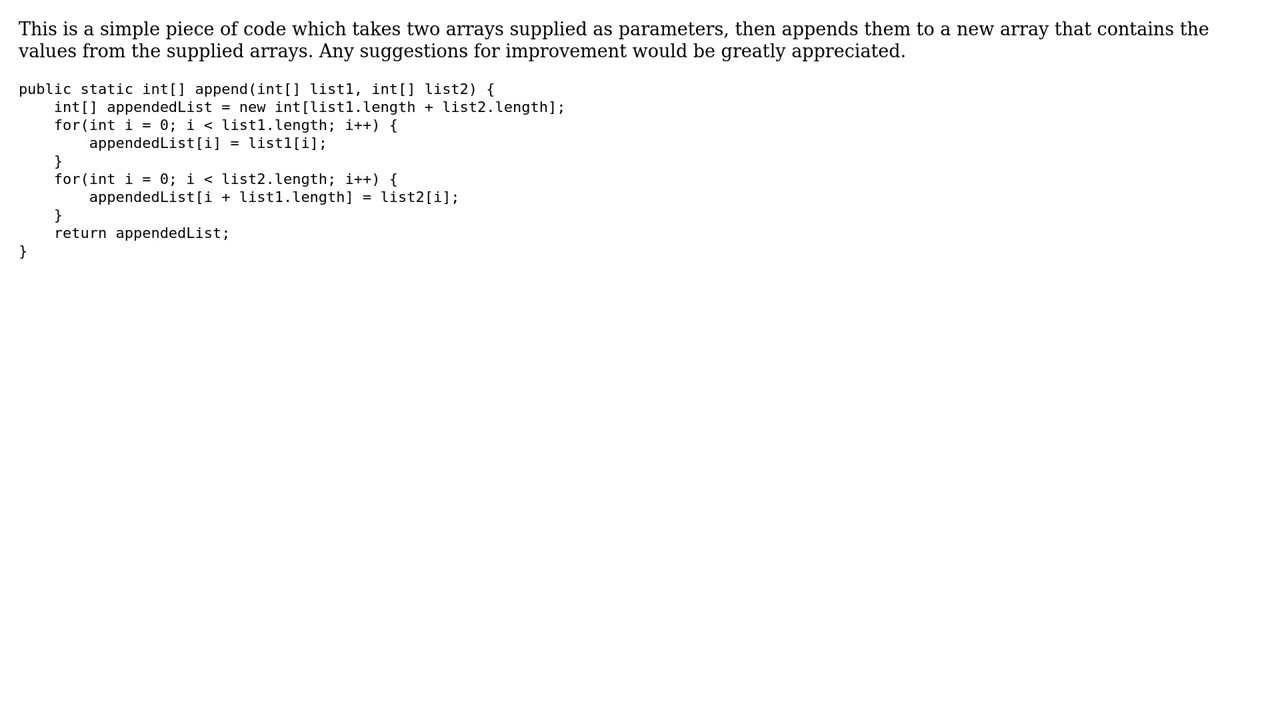 This is a simple piece of code which takes two arrays supplied as parameters, then appends them to a new array that contains the
values from the supplied arrays. Any suggestions for improvement would be greatly appreciated.
public static int[] append(int[] list1, int[] list2) {
    int[] appendedList = new int[list1.length + list2.length];
    for(int i = 0; i < list1.length; i++) {
        appendedList[i] = list1[i];
    }
    for(int i = 0; i < list2.length; i++) {
        appendedList[i + list1.length] = list2[i];
    }
    return appendedList;
}